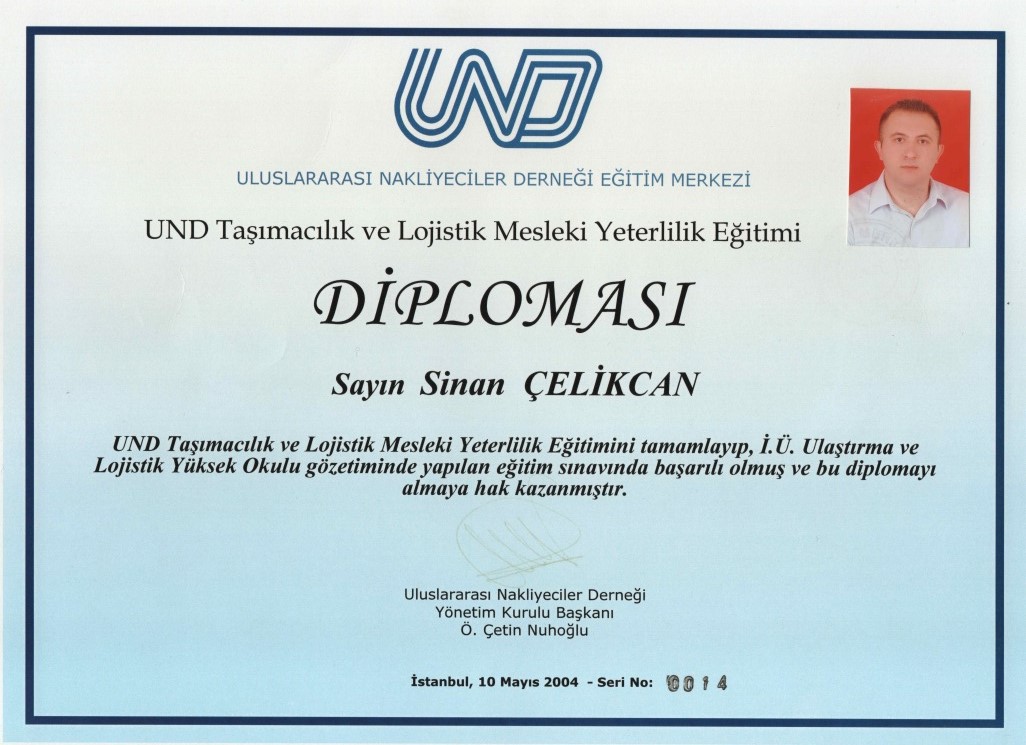 UND
ULUSLARARASI NAKLİYECİLER DERNEĞİ EĞİTİM MERKEZİ
UND Taşımacılık ve Lojistik Mesleki Yeterlilik Eğitimi
DİPLOMASI
Sayın Sinan ÇELİKCAN
UND Taşımacılık ve Lojistik Mesleki Yeterlilik Eğitimini tamamlayıp, İ.Ü. Ulaştırma ve
Lojistik Yüksek Okulu gözetiminde yapılan eğitim sınavında başarılı olmuş ve bu diplomayı
almaya hak kazanmıştır.
Uluslararası Nakliyeciler Derneği
Yönetim Kurulu Başkanı
Ö. Çetin Nuhoğlu
İstanbul, 10 Mayıs 2004 - Seri No: 0014